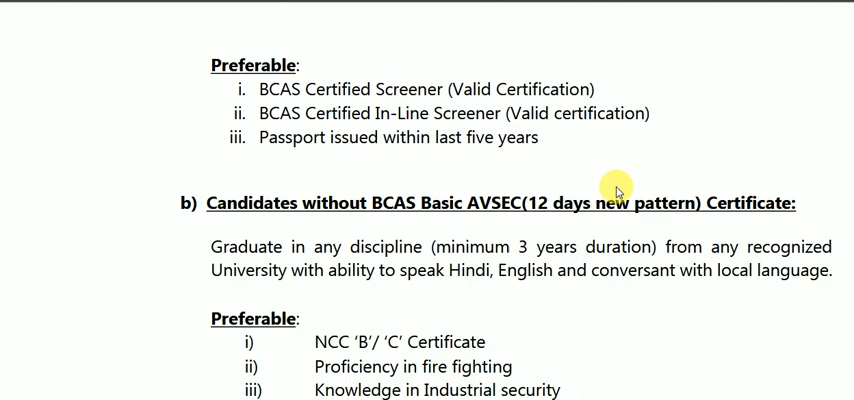 Preferable:
i. BCAS Certified Screener (Valid Certification)
ii. BCAS Certified In-Line Screener (Valid certification)
iii. Passport issued within last five years
b) Candidates without BCAS Basic AVSEC(12 days new pattern) Certificate:
Graduate in any discipline (minimum 3 years duration) from any recognized
University with ability to speak Hindi, English and conversant with local language.
Preferable:
i) NCC ‘B’/ ‘C’ Certificate
ii) Proficiency in fire fighting
iii) Knowledge in Industrial security